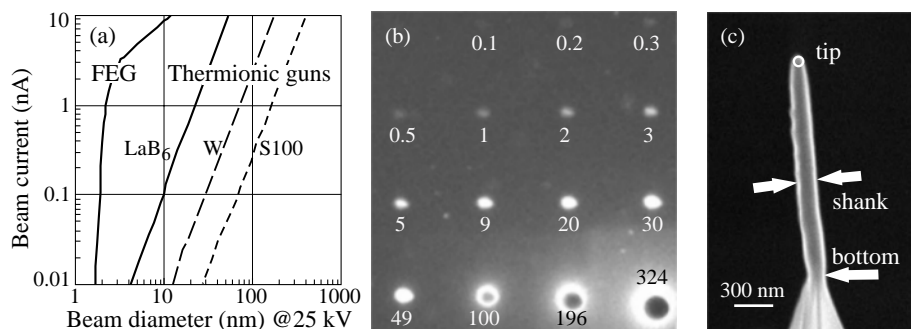 (a)
FEG Thermionic guns
LaB6 W S100
Beam current (nA)
10
1
0.1
0.01
1 10 100 1000
Beam diameter (nm) @25 kV
(b)
0.1 0.2 0.3
0.5 1 2 3
5 9 20 30
324
49 100 196
(c)
tip
shank
bottom
300 nm